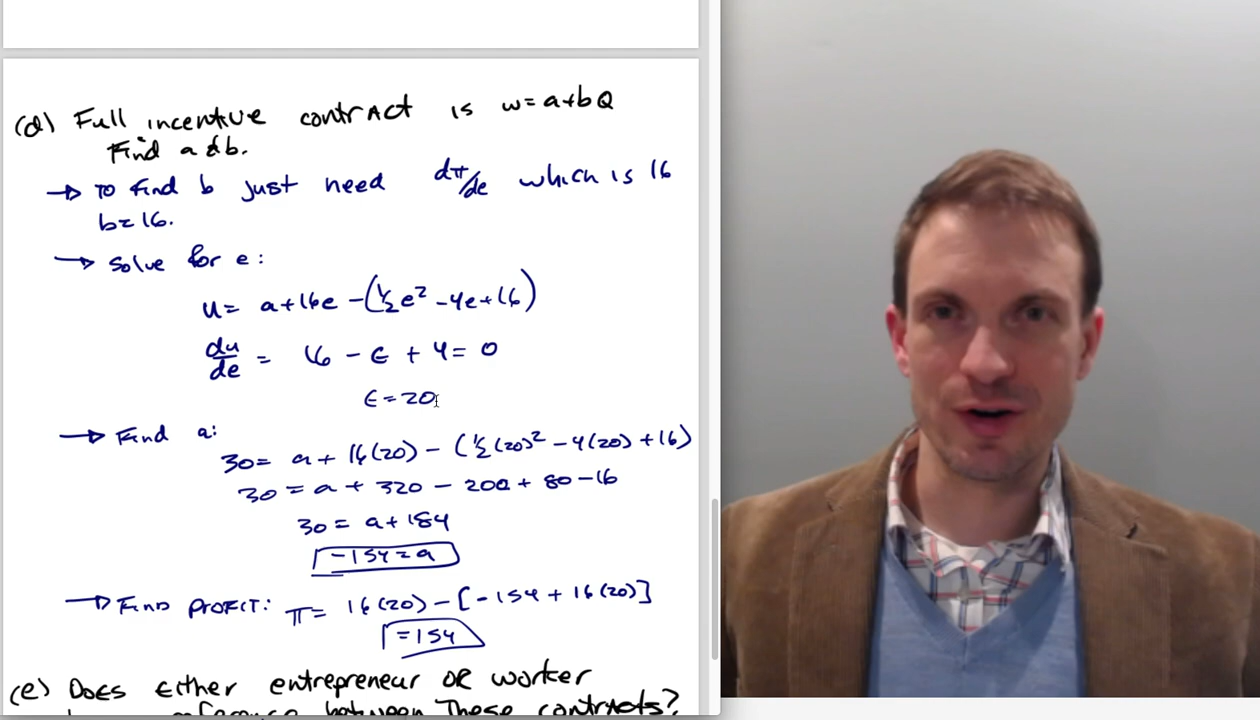 (d) Full incentive contract is w=a+bQ
Find a & b.
→ To find b just need dπ/de which is 16
b=16.
→ Solve for e:
u= a+16e -(½e² -4e+16)
du/de = 16 - e + 4 = 0
e=20
→ Find a:
30= a + 16(20) - (½(20)² -4(20) +16)
30 = a + 320 - 200 + 80 -16
30 = a+184
-154=a
→ Find profit: π= 16(20) -[-154 + 16(20)]
=154
(e) Does either entrepreneur or worker
between these contracts?